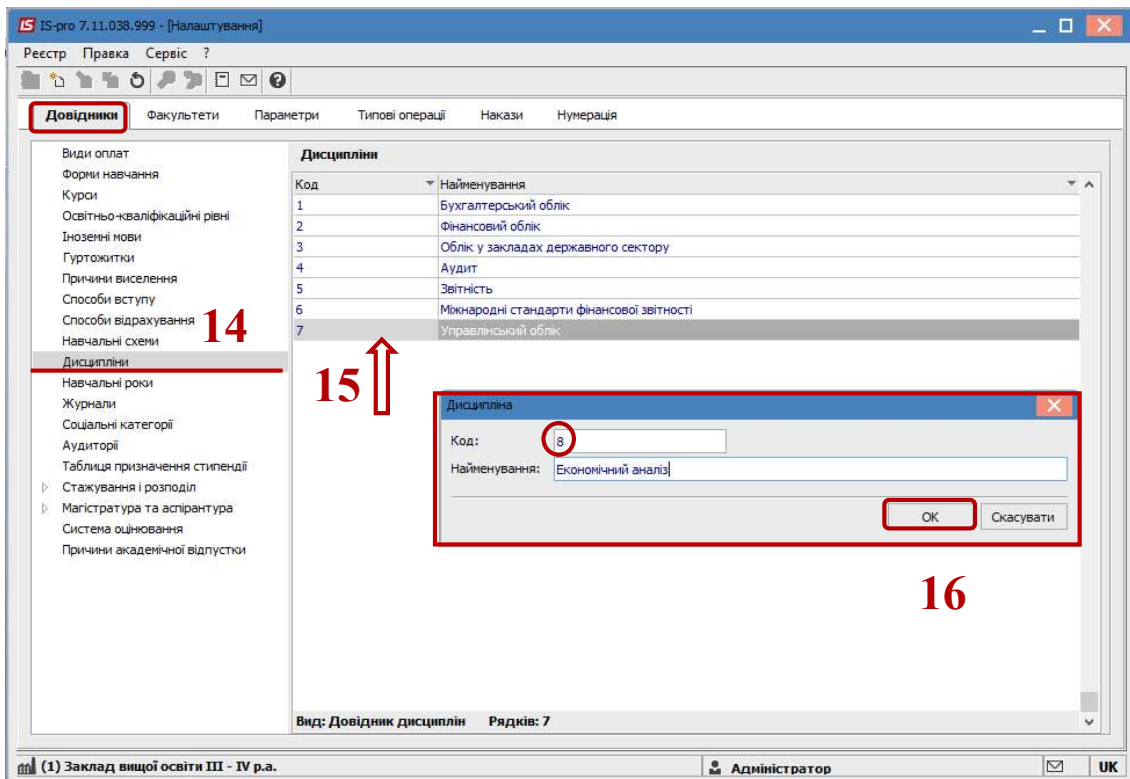 IS-pro 7.11.038.999 - [Налаштування]
Реєстр Правка Сервіс ?
Довідники Факультети Параметри Типові операції Накази Нумерація
Види оплат
Форми навчання
Курси
Освітньо-кваліфікаційні рівні
Іноземні мови
Гуртожитки
Причини виселення
Способи вступу
Способи відрахування
Навчальні схеми
14
Дисципліни
Навчальні роки
Журнали
Соціальні категорії
Аудиторії
Таблиця призначення стипендії
Стажування і розподіл
Магістратура та аспірантура
Система оцінювання
Причини академічної відпустки
Дисципліни
Код Найменування
1 Бухгалтерський облік
2 Фінансовий облік
3 Облік у закладах державного сектору
4 Аудит
5 Звітність
6 Міжнародні стандарти фінансової звітності
7 Управлінський облік
15
Дисципліна
Код: 8
Найменування: Економічний аналіз
ОК Скасувати
16
Вид: Довідник дисциплін Рядків: 7
(1) Заклад вищої освіти III - IV р.а. Адміністратор UK